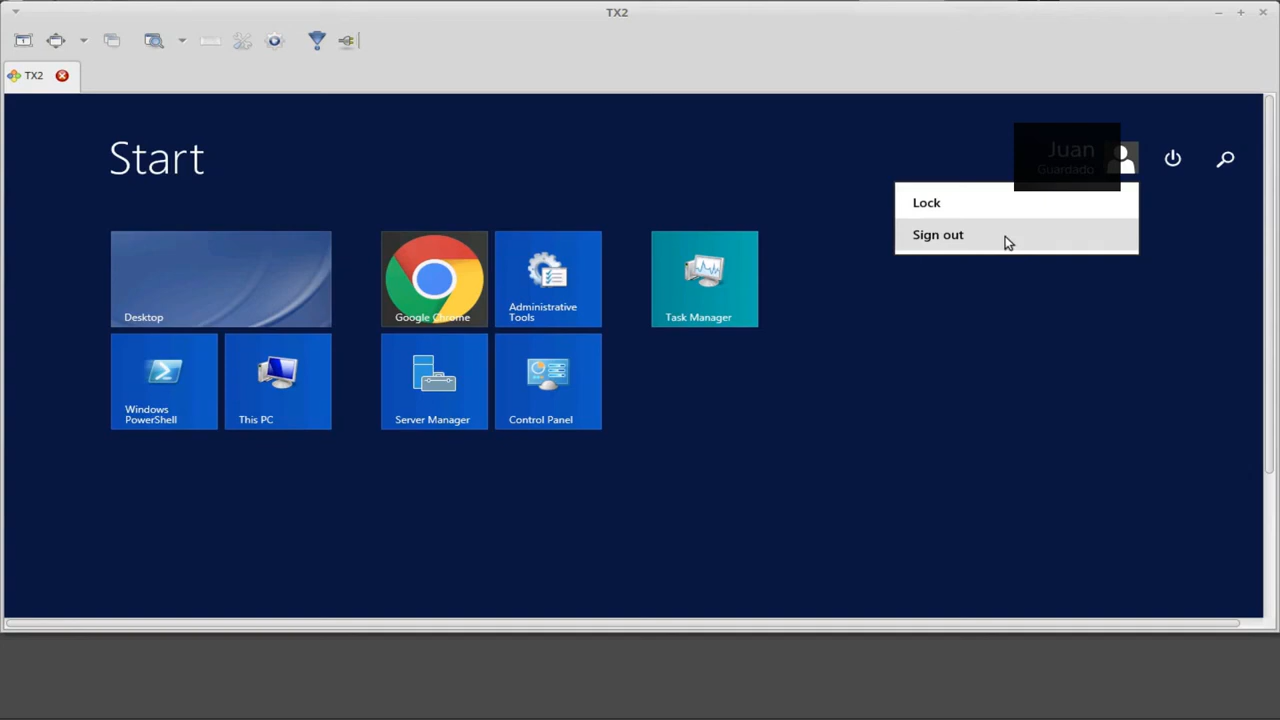 TX2
TX2
Start
Juan
Guardado
Lock
Sign out
Desktop
Google Chrome
Administrative
Tools
Task Manager
Windows
PowerShell
This PC
Server Manager
Control Panel